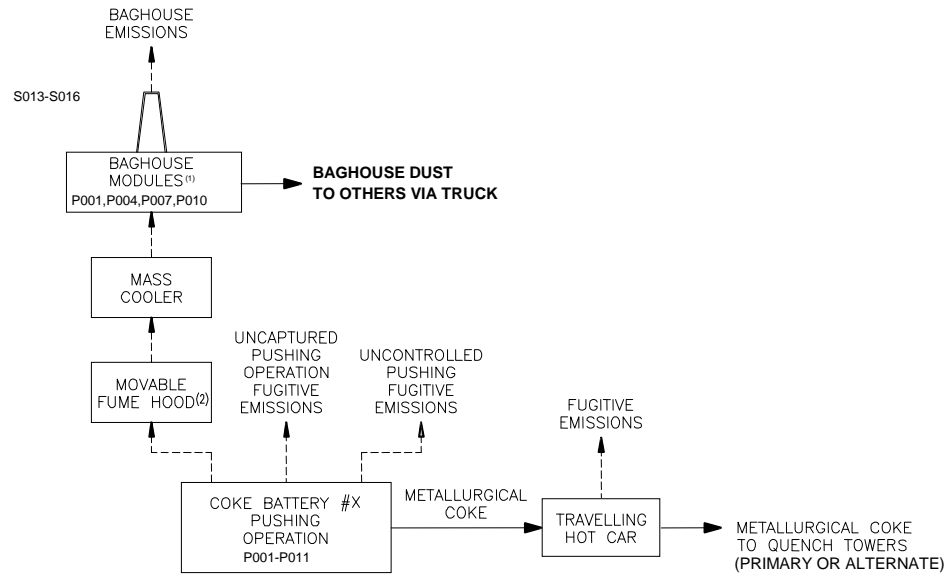 BAGHOUSE
EMISSIONS
S013-S016
BAGHOUSE
MODULES(1)
P001,P004,P007,P010
BAGHOUSE DUST
TO OTHERS VIA TRUCK
MASS
COOLER
MOVABLE
FUME HOOD(2)
UNCAPTURED
PUSHING
OPERATION
FUGITIVE
EMISSIONS
UNCONTROLLED
PUSHING
FUGITIVE
EMISSIONS
FUGITIVE
EMISSIONS
COKE BATTERY #X
PUSHING
OPERATION
P001-P011
METALLURGICAL
COKE
TRAVELLING
HOT CAR
METALLURGICAL COKE
TO QUENCH TOWERS
(PRIMARY OR ALTERNATE)